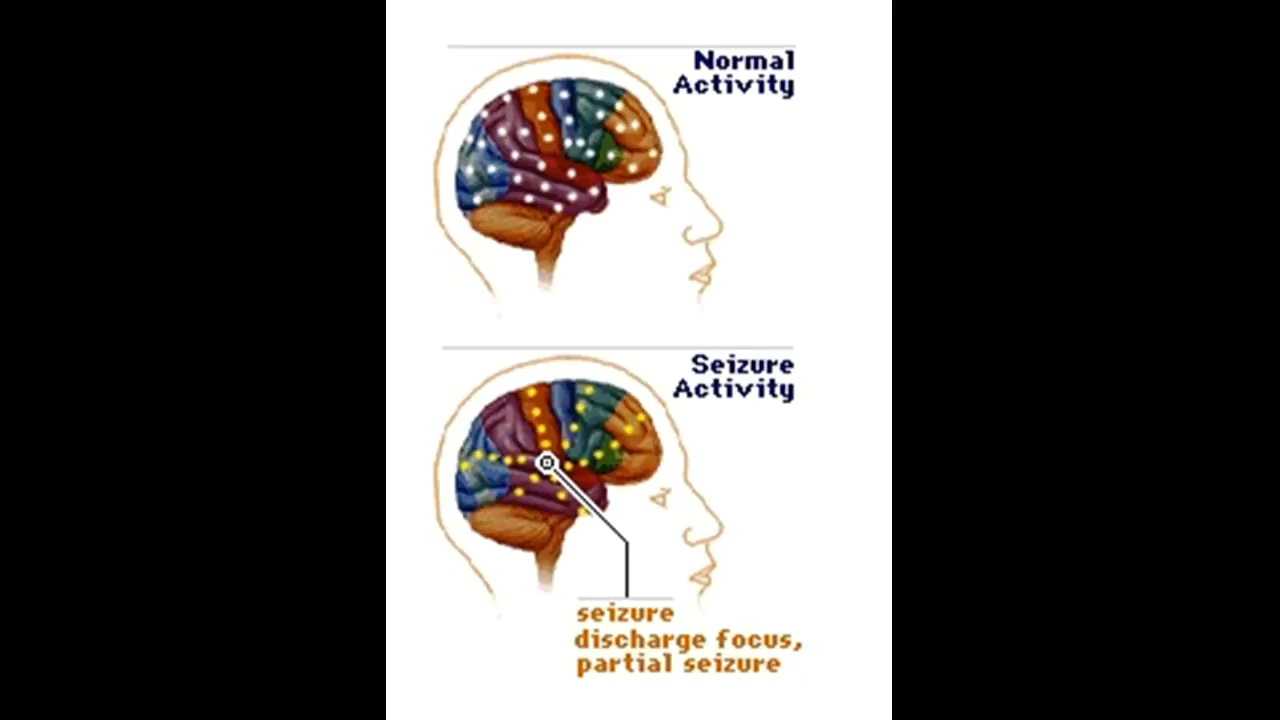 Normal
Activity
Seizure
Activity
seizure
discharge focus,
partial seizure